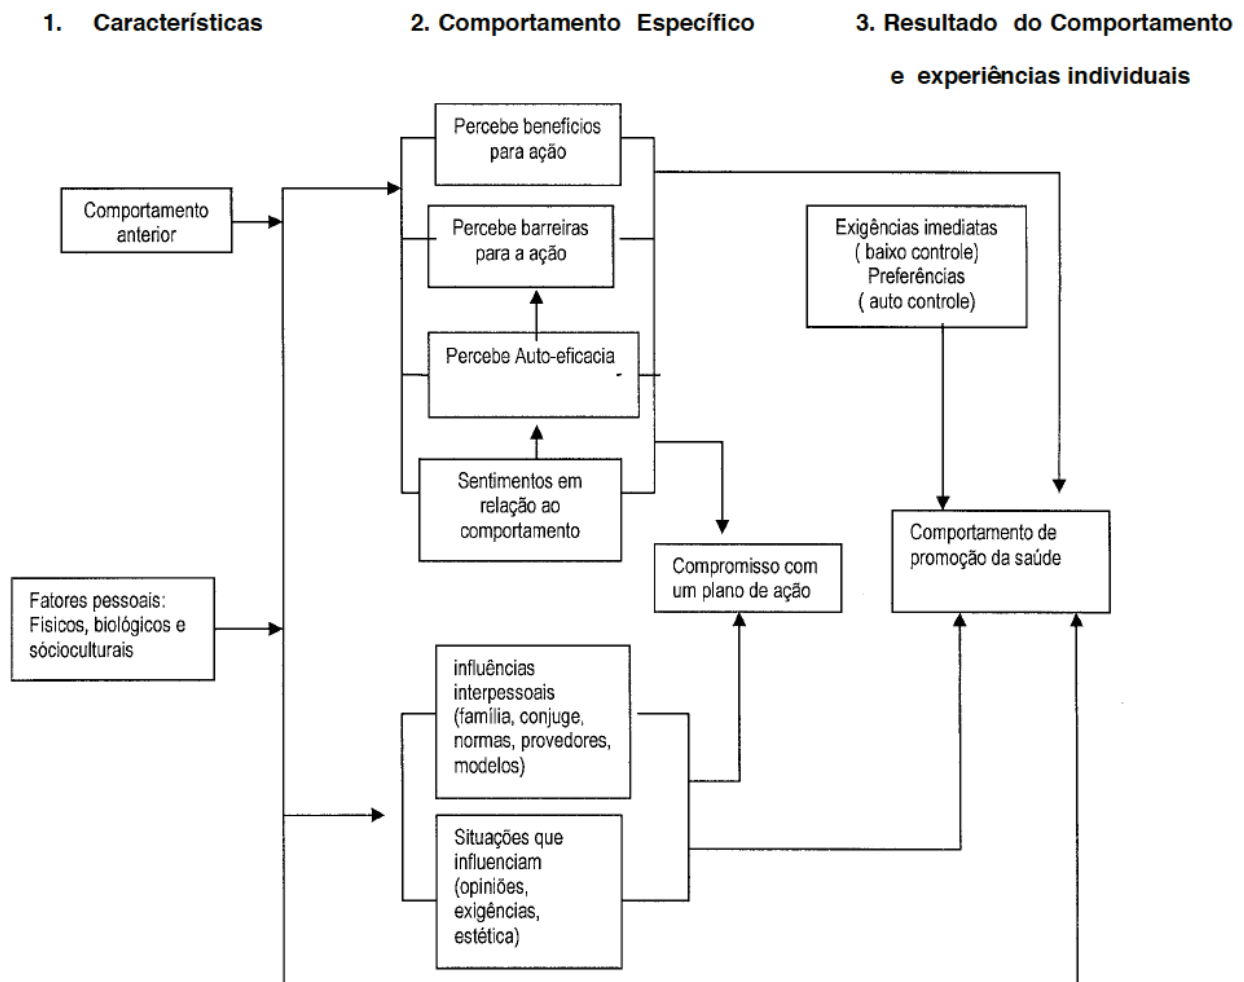 1. Características
2. Comportamento Específico
3. Resultado do Comportamento
e experiências individuais
Percebe benefícios
para ação
Comportamento
anterior
Percebe barreiras
para a ação
Exigências imediatas
( baixo controle)
Preferências
( auto controle)
Percebe Auto-eficacia
Sentimentos em
relação ao
comportamento
Comportamento de
promoção da saúde
Compromisso com
um plano de ação
Fatores pessoais:
Fisicos, biológicos e
sócioculturais
influências
interpessoais
(família, conjuge,
normas, provedores,
modelos)
Situações que
influenciam
(opiniões,
exigências,
estética)